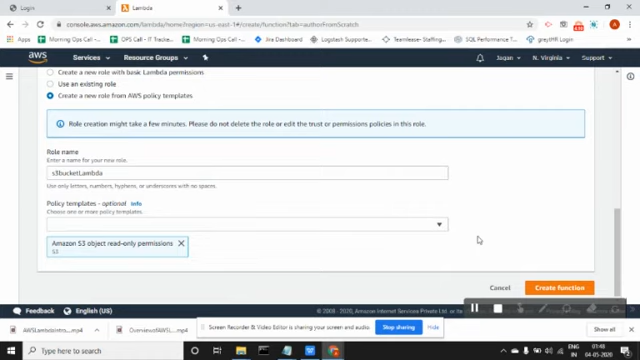 Login
Lambda
console.aws.amazon.com/lambda/home?region=us-east-1#/create/function?tab=authorFromScratch
Apps
Morning Ops Call -
OPS Call - IT Tracke...
Morning Ops Call -
Jira Dashboard
Logstash Supporte...
Teamlease- Staffing...
SQL Performance...
greytHR Login
aws
Services
Resource Groups
Jagan
N. Virginia
Support
Create a new role with basic Lambda permissions
Use an existing role
Create a new role from AWS policy templates
Role creation might take a few minutes. Please do not delete the role or edit the trust or permissions policies in this role.
Role name
Enter a name for your new role.
s3bucketLambda
Use only letters, numbers, hyphens, or underscores with no spaces.
Policy templates - optional Info
Choose one or more policy templates.
Amazon S3 object read-only permissions
S3
Cancel
Create function
Feedback
English (US)
© 2008 - 2020, Amazon Internet Services Private Ltd. or
AWSLambdaIntro....mp4
OverviewofAWSL....mp4
Screen Recorder & Video Editor is sharing your screen and audio.
Stop sharing
Hide
Show all
Type here to search
ENG
IN
01:48
04-05-2020